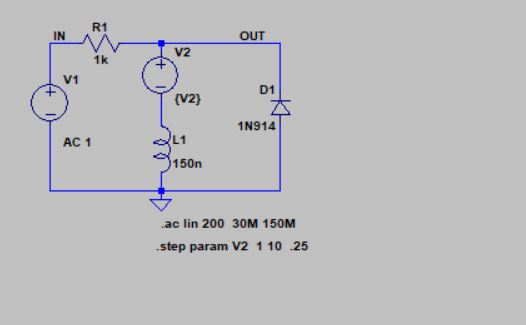 IN
R1
1k
OUT
V2
V1
{V2}
D1
1N914
AC 1
L1
150n
.ac lin 200  30M 150M
.step param V2  1 10  .25